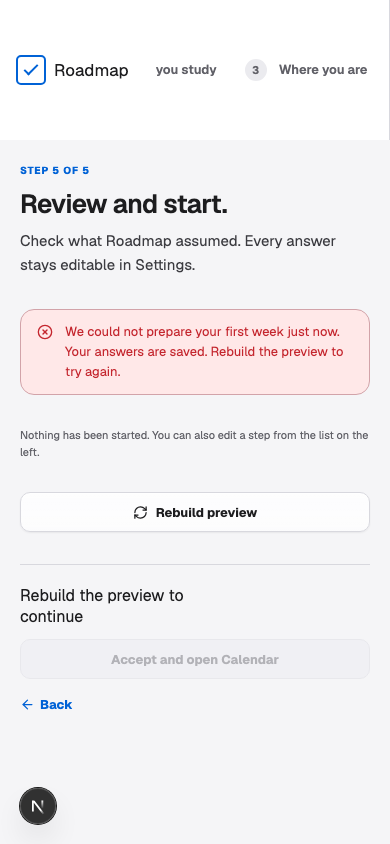 Roadmap
you study
3
Where you are
STEP 5 OF 5
Review and start.
Check what Roadmap assumed. Every answer
stays editable in Settings.
We could not prepare your first week just now.
Your answers are saved. Rebuild the preview to
try again.
Nothing has been started. You can also edit a step from the list on the
left.
Rebuild preview
Rebuild the preview to
continue
Accept and open Calendar
Back
N